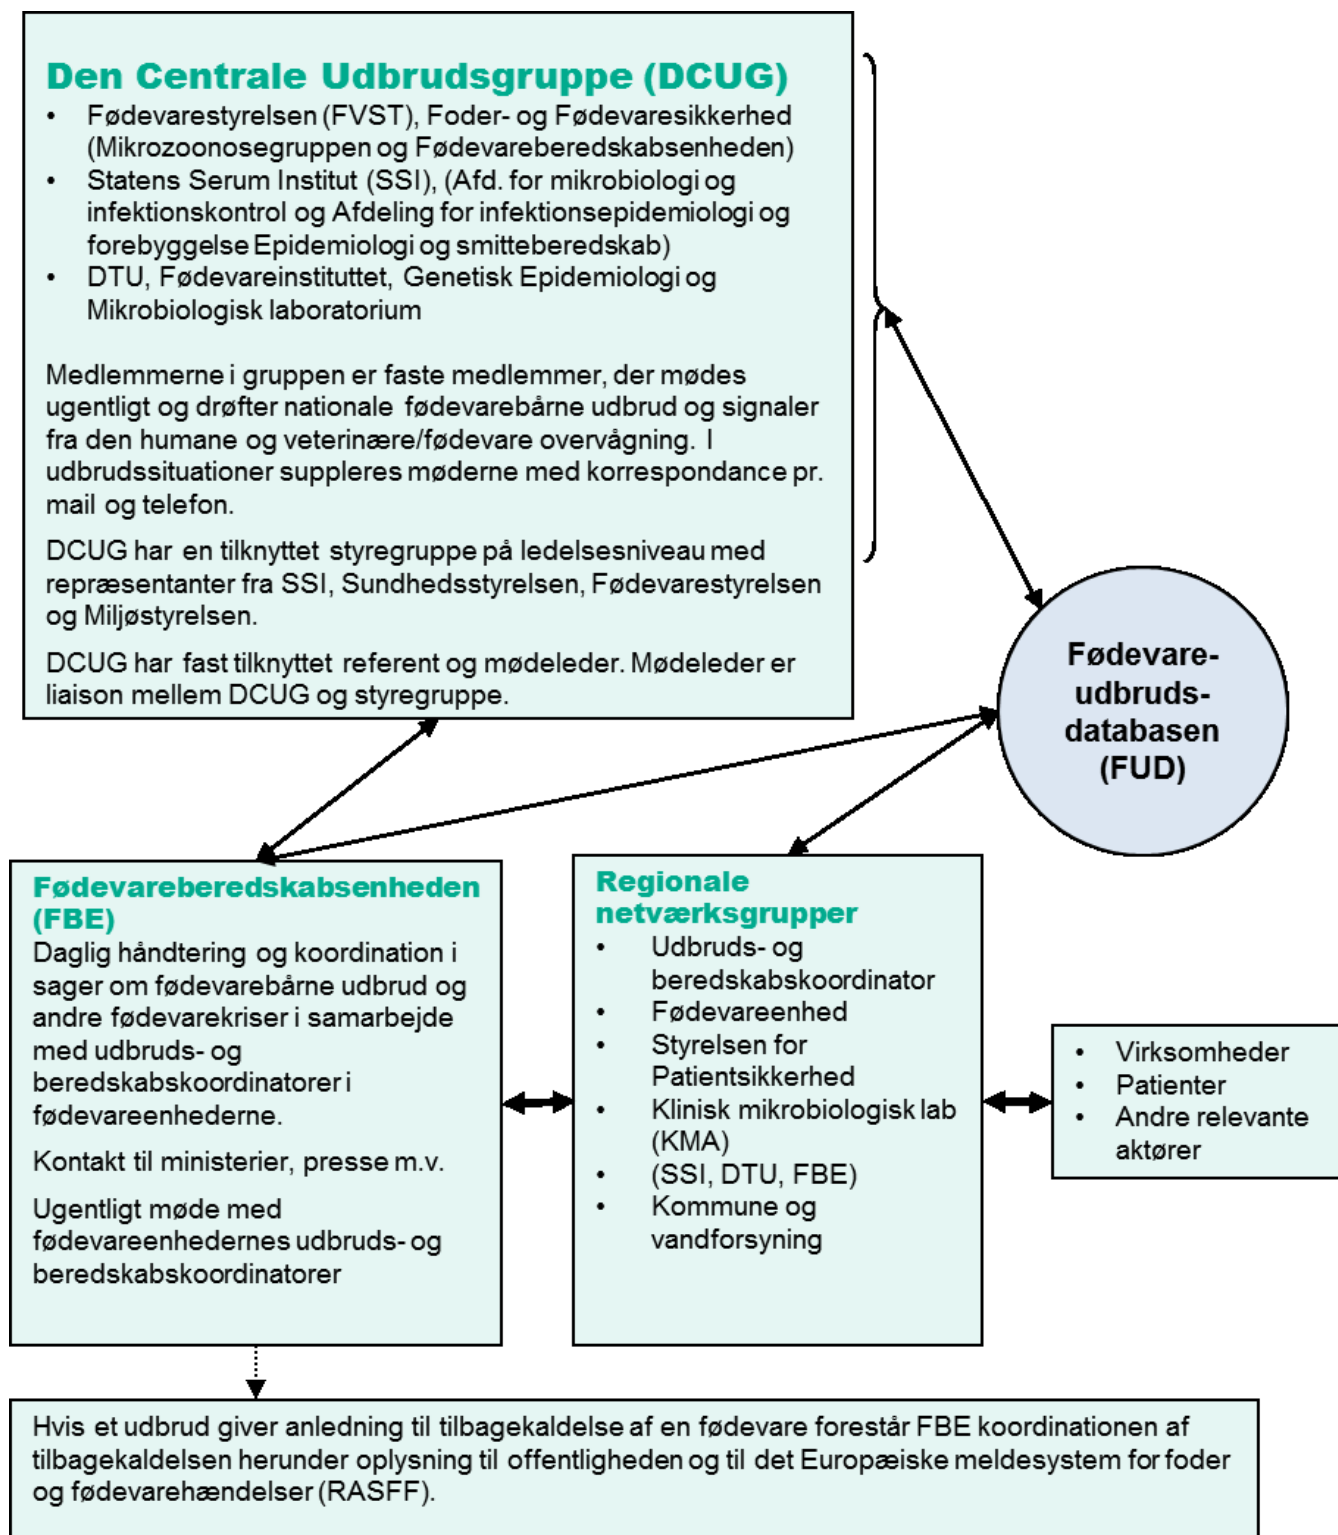 Den Centrale Udbrudsgruppe (DCUG)
• Fødevarestyrelsen (FVST), Foder- og Fødevaresikkerhed
(Mikrozoonosegruppen og Fødevareberedskabsenheden)
• Statens Serum Institut (SSI), (Afd. for mikrobiologi og
infektionskontrol og Afdeling for infektionsepidemiologi og
forebyggelse Epidemiologi og smitteberedskab)
• DTU, Fødevareinstituttet, Genetisk Epidemiologi og
Mikrobiologisk laboratorium
Medlemmerne i gruppen er faste medlemmer, der mødes
ugentligt og drøfter nationale fødevarebårne udbrud og signaler
fra den humane og veterinære/fødevare overvågning. I
udbrudssituationer suppleres møderne med korrespondance pr.
mail og telefon.
DCUG har en tilknyttet styregruppe på ledelsesniveau med
repræsentanter fra SSI, Sundhedsstyrelsen, Fødevarestyrelsen
og Miljøstyrelsen.
DCUG har fast tilknyttet referent og mødeleder. Mødeleder er
liaison mellem DCUG og styregruppe.
Fødevare-
udbruds-
databasen
(FUD)
Fødevareberedskabsenheden
(FBE)
Daglig håndtering og koordination i
sager om fødevarebårne udbrud og
andre fødevarekriser i samarbejde
med udbruds- og
beredskabskoordinatorer i
fødevareenhederne.
Kontakt til ministerier, presse m.v.
Ugentligt møde med
fødevareenhedernes udbruds- og
beredskabskoordinatorer
Regionale
netværksgrupper
• Udbruds- og
beredskabskoordinator
• Fødevareenhed
• Styrelsen for
Patientsikkerhed
• Klinisk mikrobiologisk lab
(KMA)
• (SSI, DTU, FBE)
• Kommune og
vandforsyning
• Virksomheder
• Patienter
• Andre relevante
aktører
Hvis et udbrud giver anledning til tilbagekaldelse af en fødevare forestår FBE koordinationen af
tilbagekaldelsen herunder oplysning til offentligheden og til det Europæiske meldesystem for foder
og fødevarehændelser (RASFF).